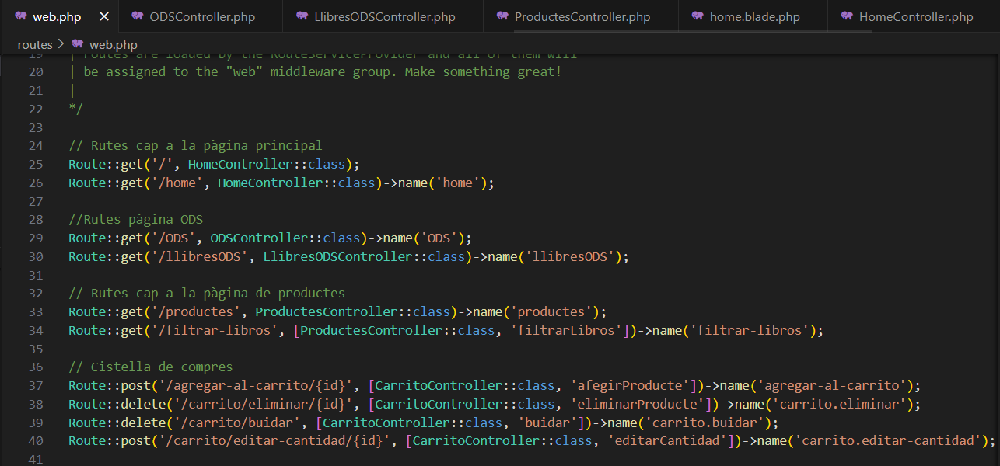 web.php
ODSController.php
LlibresODSController.php
ProductesController.php
home.blade.php
HomeController.php
routes > web.php
19 | routes are loaded by the RouteServiceProvider and all of them will
20 | be assigned to the "web" middleware group. Make something great!
21 |
22 */
23
24 // Rutes cap a la pàgina principal
25 Route::get('/', HomeController::class);
26 Route::get('/home', HomeController::class)->name('home');
27
28 //Rutes pàgina ODS
29 Route::get('/ODS', ODSController::class)->name('ODS');
30 Route::get('/llibresODS', LlibresODSController::class)->name('llibresODS');
31
32 // Rutes cap a la pàgina de productes
33 Route::get('/productes', ProductesController::class)->name('productes');
34 Route::get('/filtrar-libros', [ProductesController::class, 'filtrarLibros'])->name('filtrar-libros');
35
36 // Cistella de compres
37 Route::post('/agregar-al-carrito/{id}', [CarritoController::class, 'afegirProducte'])->name('agregar-al-carrito');
38 Route::delete('/carrito/eliminar/{id}', [CarritoController::class, 'eliminarProducte'])->name('carrito.eliminar');
39 Route::delete('/carrito/buidar', [CarritoController::class, 'buidar'])->name('carrito.buidar');
40 Route::post('/carrito/editar-cantidad/{id}', [CarritoController::class, 'editarCantidad'])->name('carrito.editar-cantidad');
41